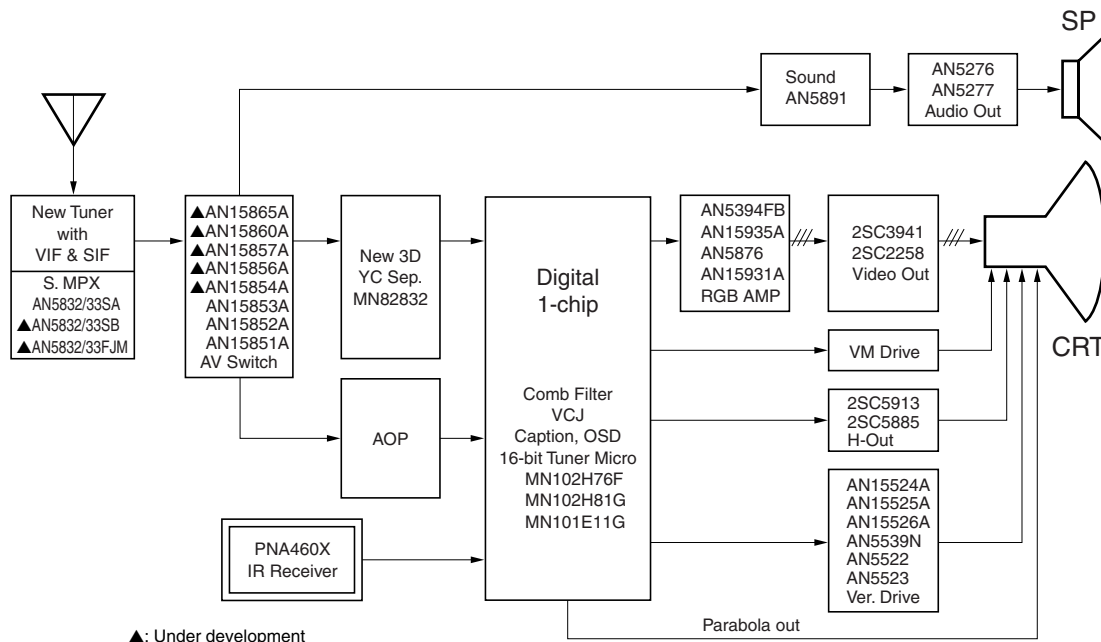 SP
Sound
AN5891
AN5276
AN5277
Audio Out
New Tuner
with
VIF & SIF
S. MPX
AN5832/33SA
▲AN5832/33SB
▲AN5832/33FJM
▲AN15865A
▲AN15860A
▲AN15857A
▲AN15856A
▲AN15854A
AN15853A
AN15852A
AN15851A
AV Switch
New 3D
YC Sep.
MN82832
AOP
PNA460X
IR Receiver
Digital
1-chip
Comb Filter
VCJ
Caption, OSD
16-bit Tuner Micro
MN102H76F
MN102H81G
MN101E11G
AN5394FB
AN15935A
AN5876
AN15931A
RGB AMP
2SC3941
2SC2258
Video Out
CRT
VM Drive
2SC5913
2SC5885
H-Out
AN15524A
AN15525A
AN15526A
AN5539N
AN5522
AN5523
Ver. Drive
Parabola out
▲: Under development